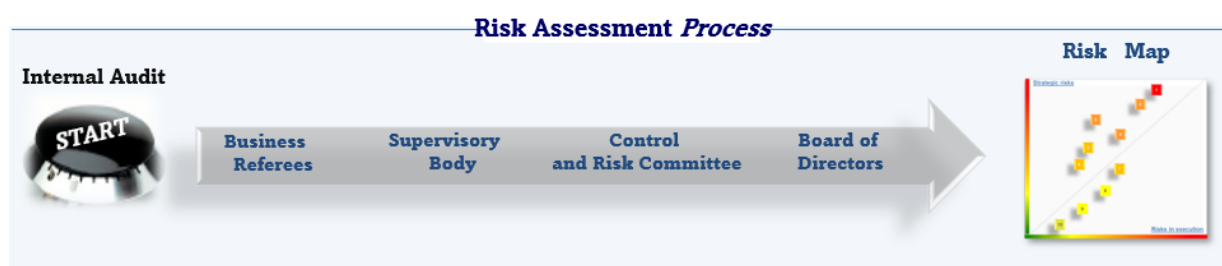 Risk Assessment Process
Risk Map
Internal Audit
START
Business
Referees
Supervisory
Body
Control
and Risk Committee
Board of
Directors
Strategic risks
Risks in execution